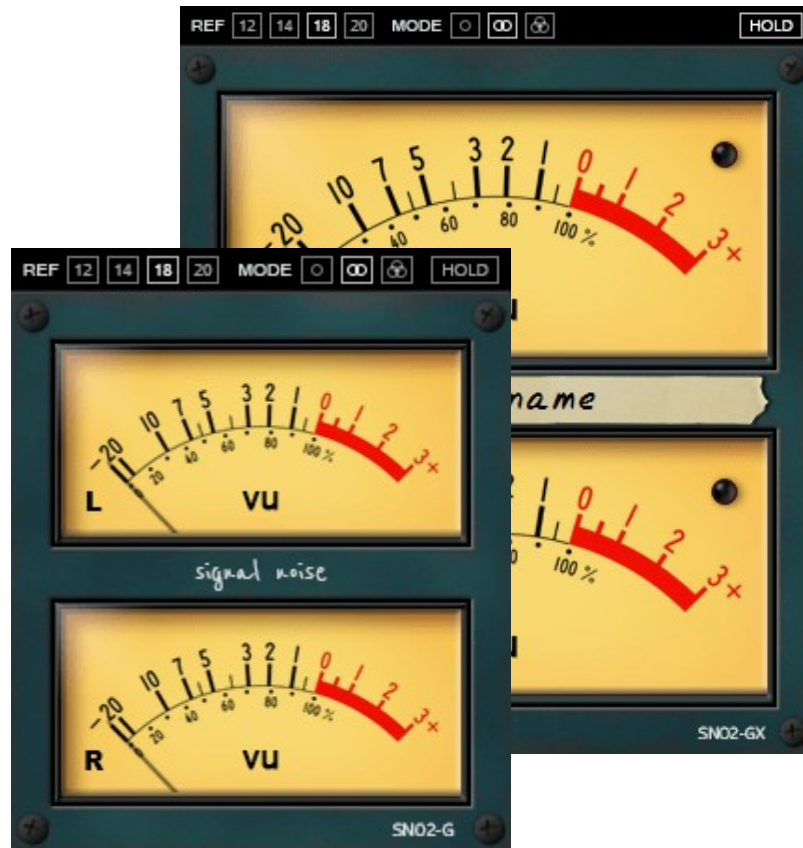 REF 12 14 18 20 MODE HOLD
20 10 7 5 3 2 1 0 1 2 3 +
40 60 80 100 %
name
1 0 1 2 3 +
100 %
SN02-GX
REF 12 14 18 20 MODE HOLD
- 20 10 7 5 3 2 1 0 1 2 3 +
0 20 40 60 80 100 %
L VU
signal noise
- 20 10 7 5 3 2 1 0 1 2 3 +
0 20 40 60 80 100 %
R VU
SN02-G